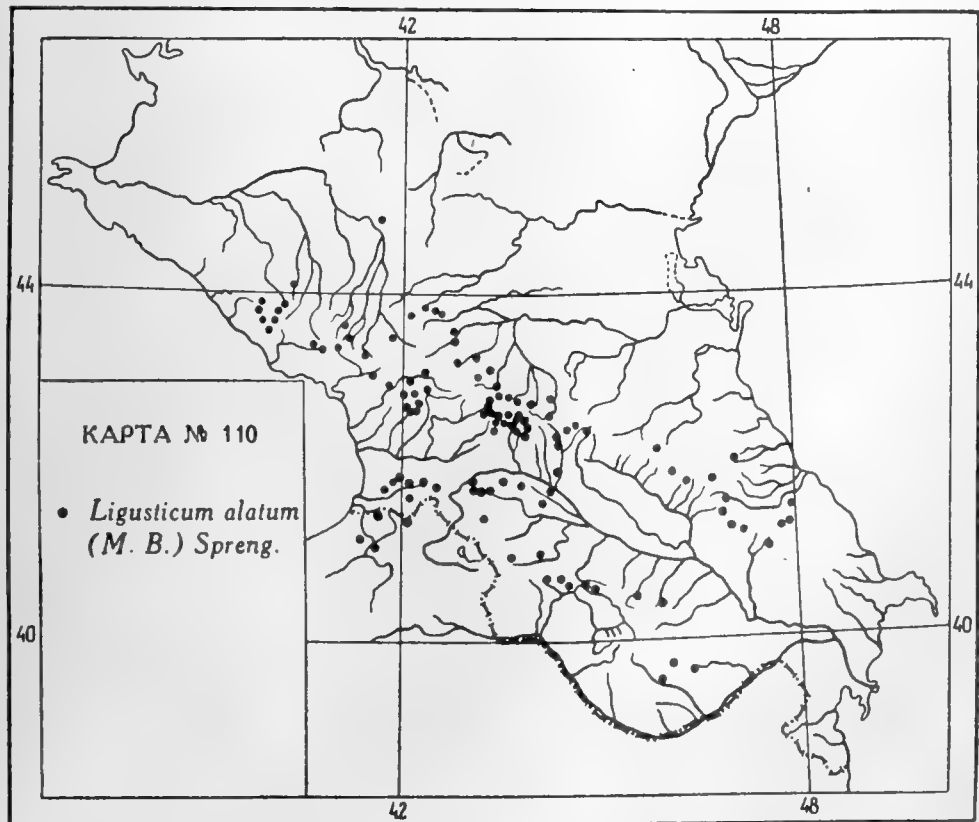 42 48
44 44
КАРТА № 110
Ligusticum alatum
(M. B.) Spreng.
40 40
42 48